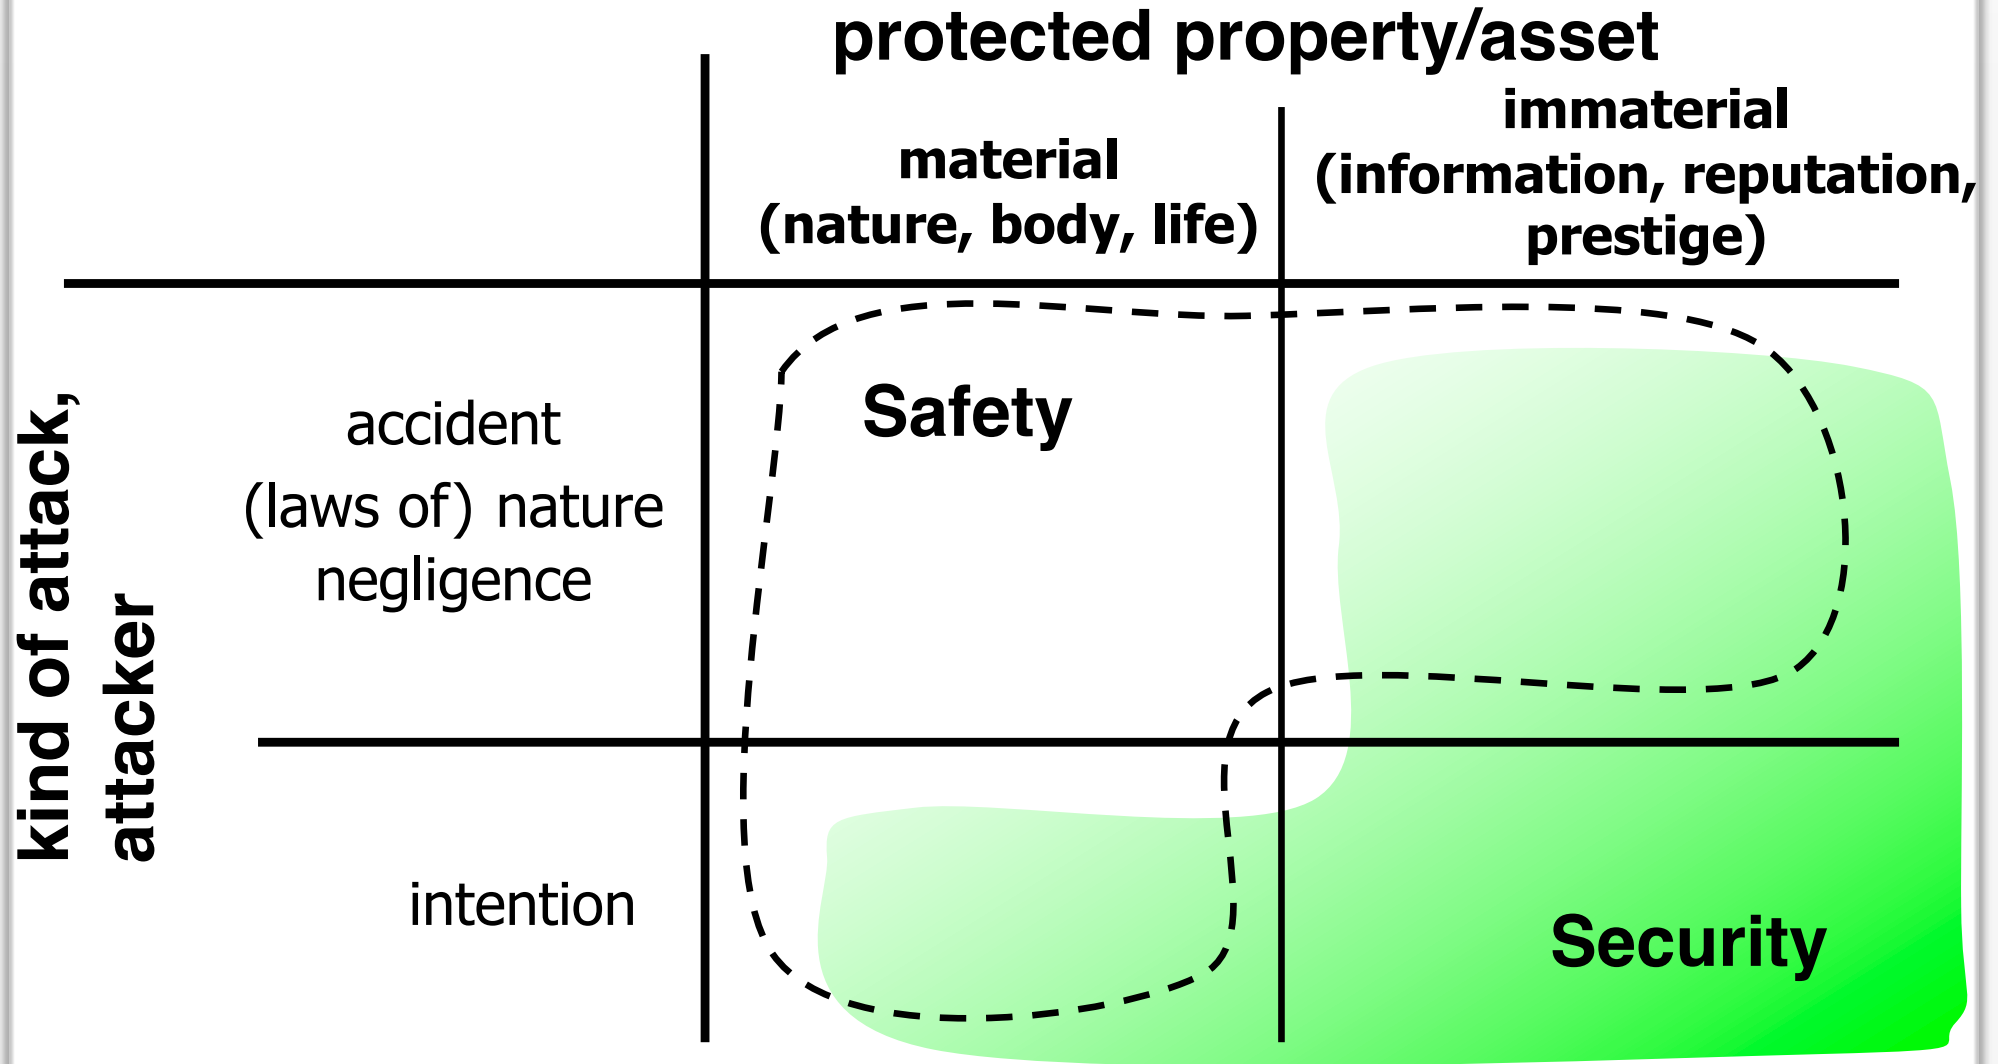 protected property/asset
material
(nature, body, life)
immaterial
(information, reputation,
prestige)
kind of attack,
attacker
accident
(laws of) nature
negligence
Safety
intention
Security